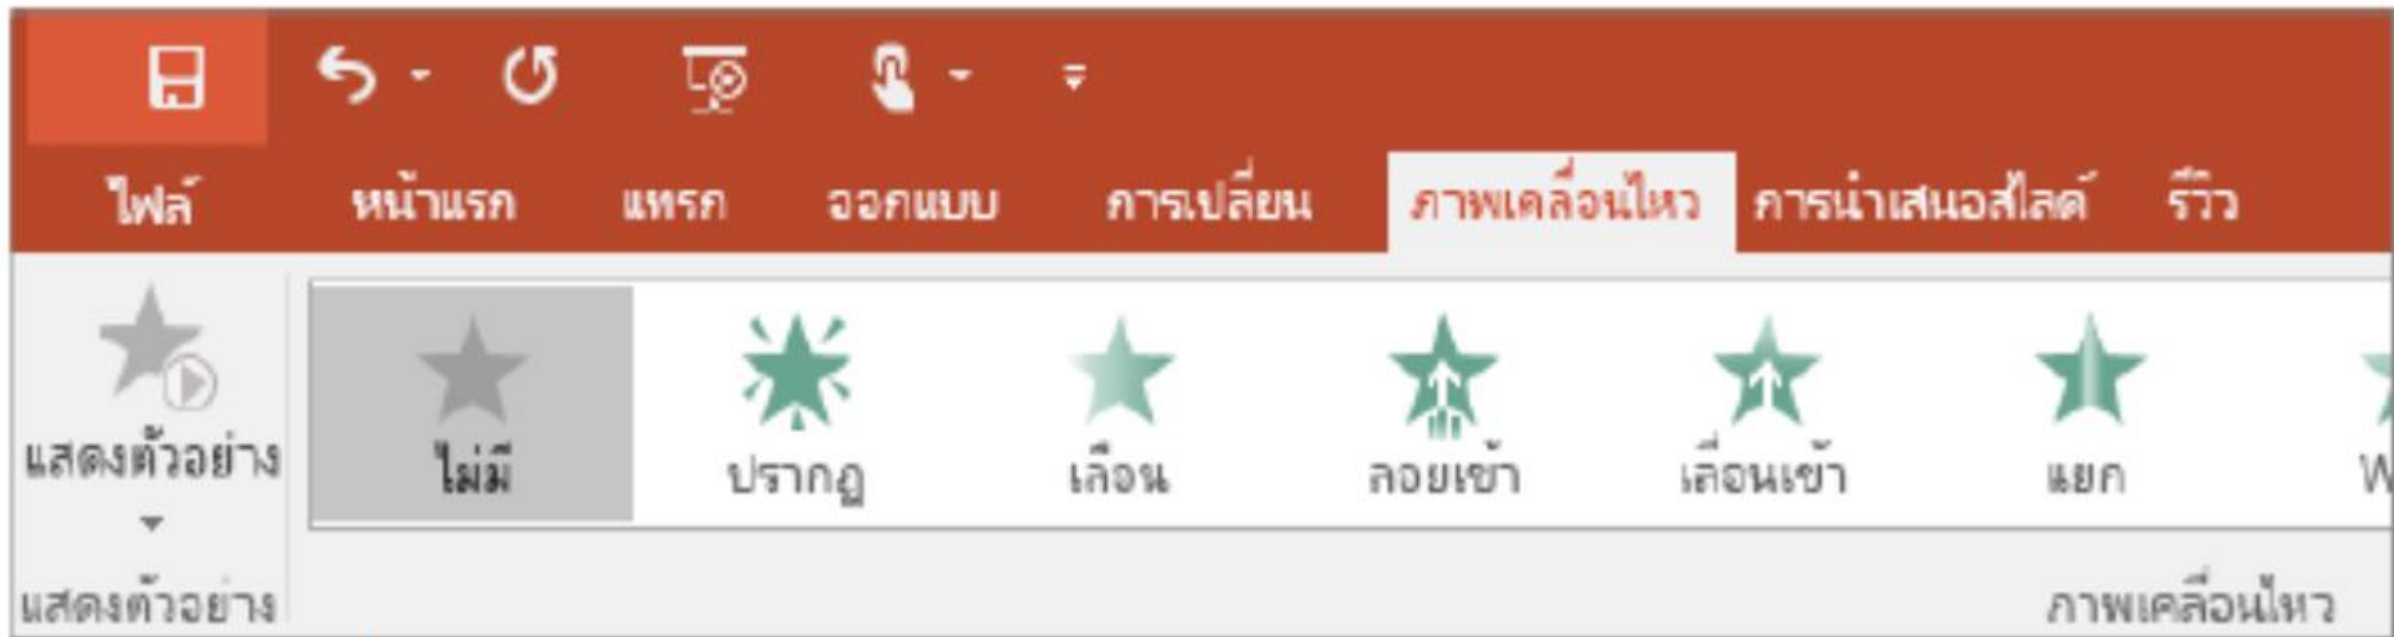 ไฟล์ หน้าแรก แทรก ออกแบบ การเปลี่ยน ภาพเคลื่อนไหว การนำเสนอสไลด์ รีวิว
แสดงตัวอย่าง ไม่มี ปรากฏ เลือน ลอยเข้า เลื่อนเข้า แยก W
แสดงตัวอย่าง ภาพเคลื่อนไหว